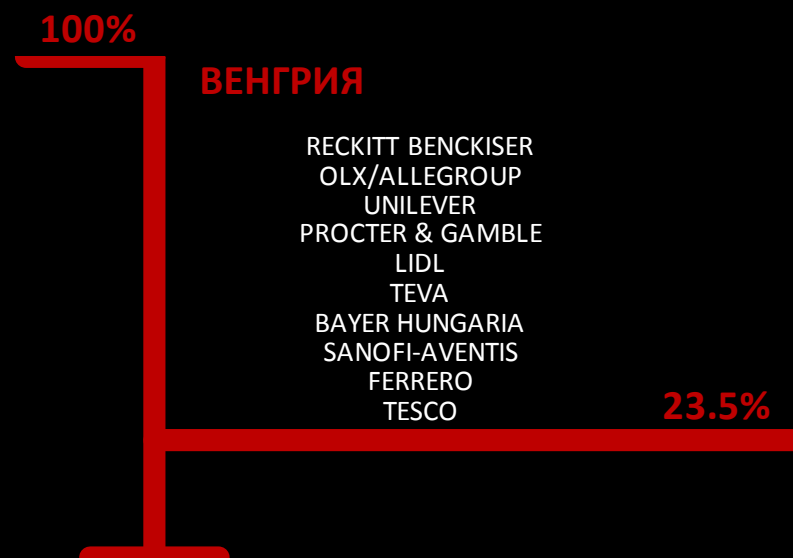 100%
ВЕНГРИЯ
RECKITT BENCKISER
OLX/ALLEGROUP
UNILEVER
PROCTER & GAMBLE
LIDL
TEVA
BAYER HUNGARIA
SANOFI-AVENTIS
FERRERO
TESCO
23.5%